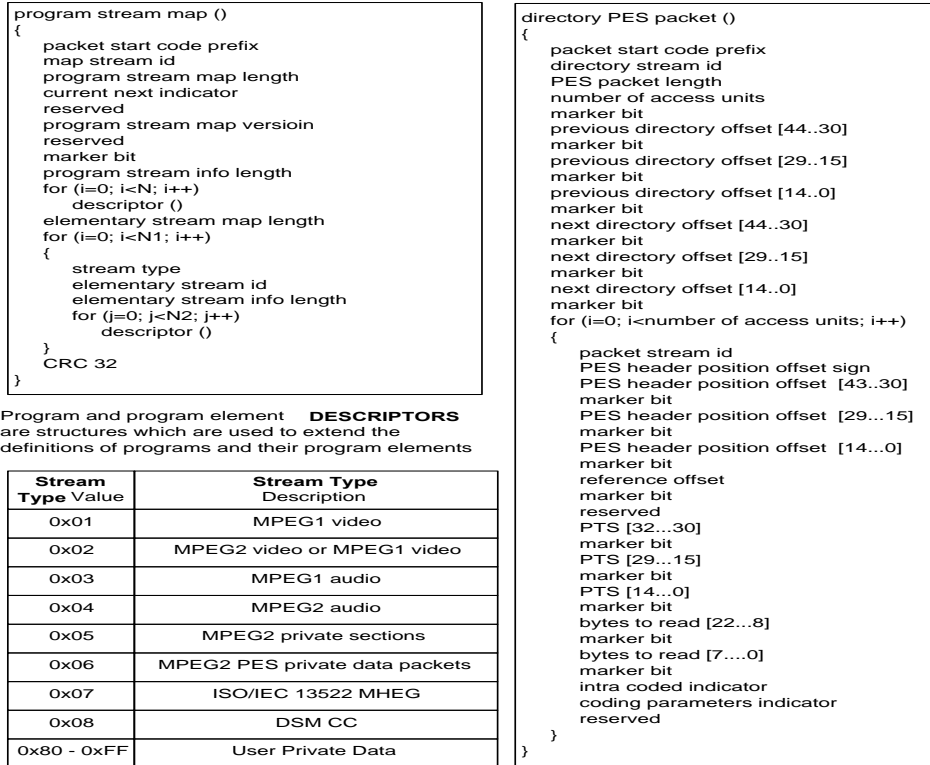 program stream map ()
{
packet start code prefix
map stream id
program stream map length
current next indicator
reserved
program stream map versioin
reserved
marker bit
program stream info length
for (i=0; i<N; i++)
descriptor ()
elementary stream map length
for (i=0; i<N1; i++)
{
stream type
elementary stream id
elementary stream info length
for (j=0; j<N2; j++)
descriptor ()
}
CRC 32
}
Program and program element DESCRIPTORS
are structures which are used to extend the
definitions of programs and their program elements
Stream Type Value Stream Type Description
0x01 MPEG1 video
0x02 MPEG2 video or MPEG1 video
0x03 MPEG1 audio
0x04 MPEG2 audio
0x05 MPEG2 private sections
0x06 MPEG2 PES private data packets
0x07 ISO/IEC 13522 MHEG
0x08 DSM CC
0x80 - 0xFF User Private Data
directory PES packet ()
{
packet start code prefix
directory stream id
PES packet length
number of access units
marker bit
previous directory offset [44..30]
marker bit
previous directory offset [29..15]
marker bit
previous directory offset [14..0]
marker bit
next directory offset [44..30]
marker bit
next directory offset [29..15]
marker bit
next directory offset [14..0]
marker bit
for (i=0; i<number of access units; i++)
{
packet stream id
PES header position offset sign
PES header position offset [43..30]
marker bit
PES header position offset [29...15]
marker bit
PES header position offset [14...0]
marker bit
reference offset
marker bit
reserved
PTS [32...30]
marker bit
PTS [29...15]
marker bit
PTS [14...0]
marker bit
bytes to read [22...8]
marker bit
bytes to read [7....0]
marker bit
intra coded indicator
coding parameters indicator
reserved
}
}